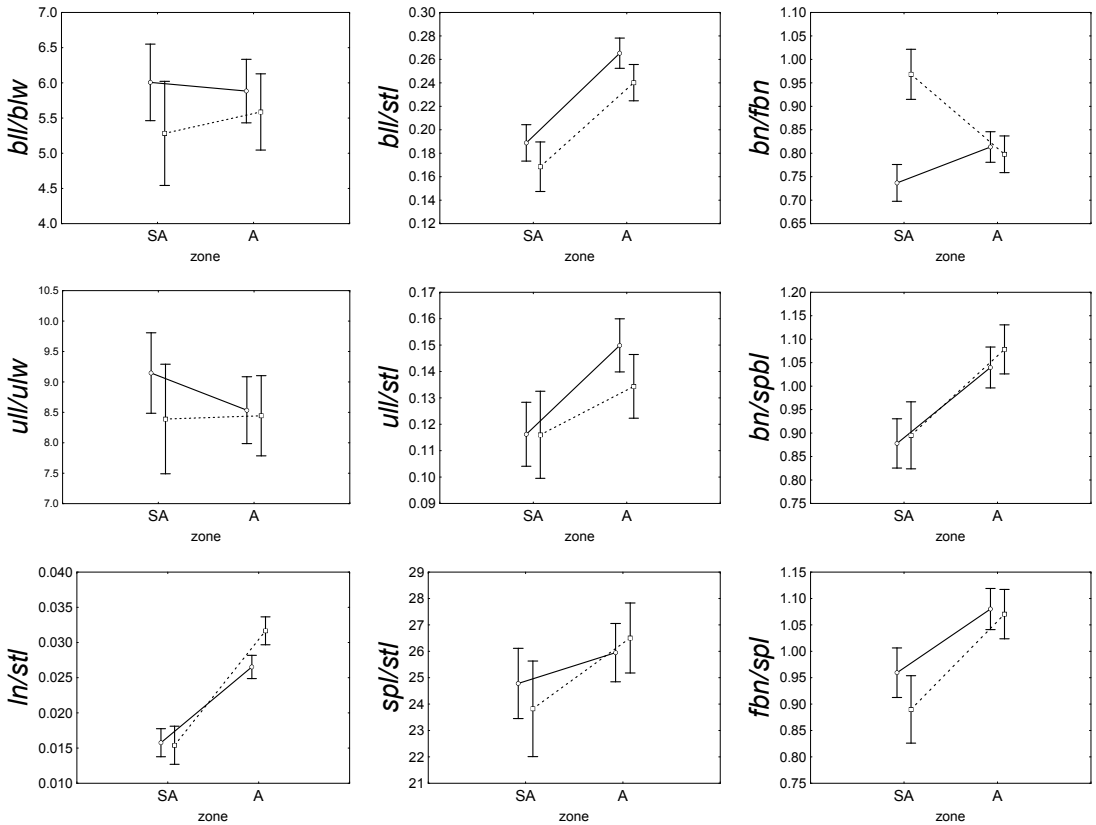 bll/blw
7.0
6.5
6.0
5.5
5.0
4.5
4.0
SA A
zone
bll/stl
0.30
0.28
0.26
0.24
0.22
0.20
0.18
0.16
0.14
0.12
SA A
zone
bn/fbn
1.10
1.05
1.00
0.95
0.90
0.85
0.80
0.75
0.70
0.65
SA A
zone
ull/ulw
10.5
10.0
9.5
9.0
8.5
8.0
7.5
7.0
SA A
zone
ull/stl
0.17
0.16
0.15
0.14
0.13
0.12
0.11
0.10
0.09
SA A
zone
bn/spbl
1.20
1.15
1.10
1.05
1.00
0.95
0.90
0.85
0.80
0.75
SA A
zone
ln/stl
0.040
0.035
0.030
0.025
0.020
0.015
0.010
SA A
zone
spl/stl
29
28
27
26
25
24
23
22
21
SA A
zone
fbn/spl
1.15
1.10
1.05
1.00
0.95
0.90
0.85
0.80
0.75
SA A
zone